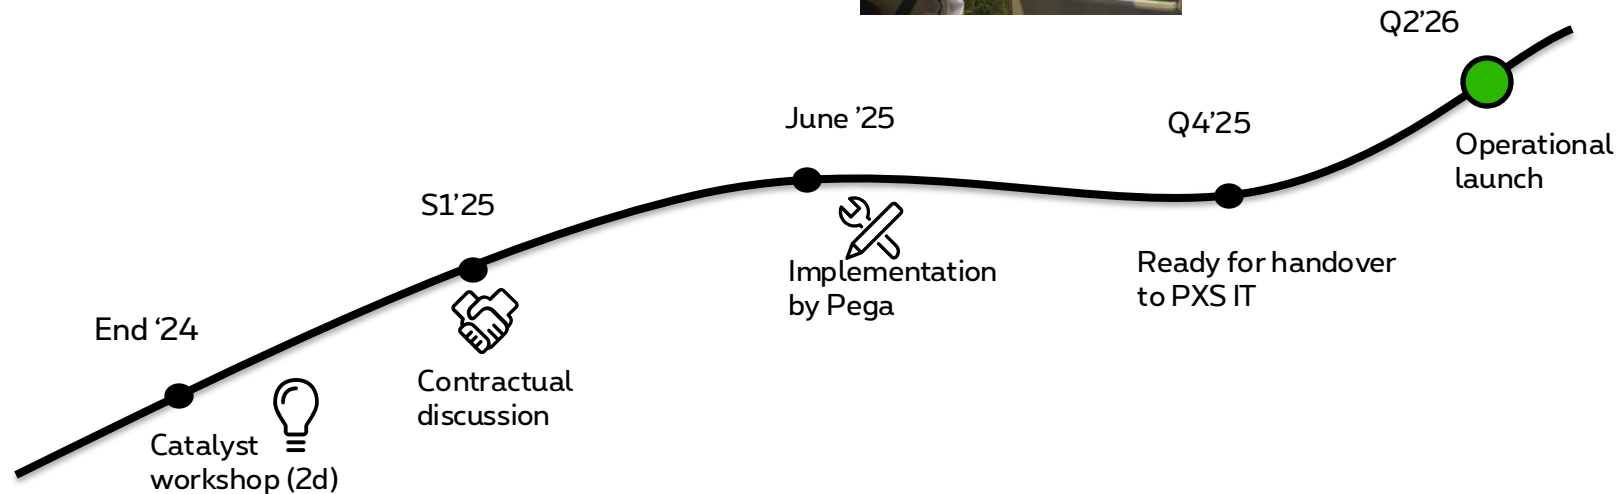 End ‘24
Catalyst
workshop (2d)
S1’25
Contractual
discussion
June ’25
Implementation
by Pega
Q4’25
Ready for handover
to PXS IT
Q2’26
Operational
launch